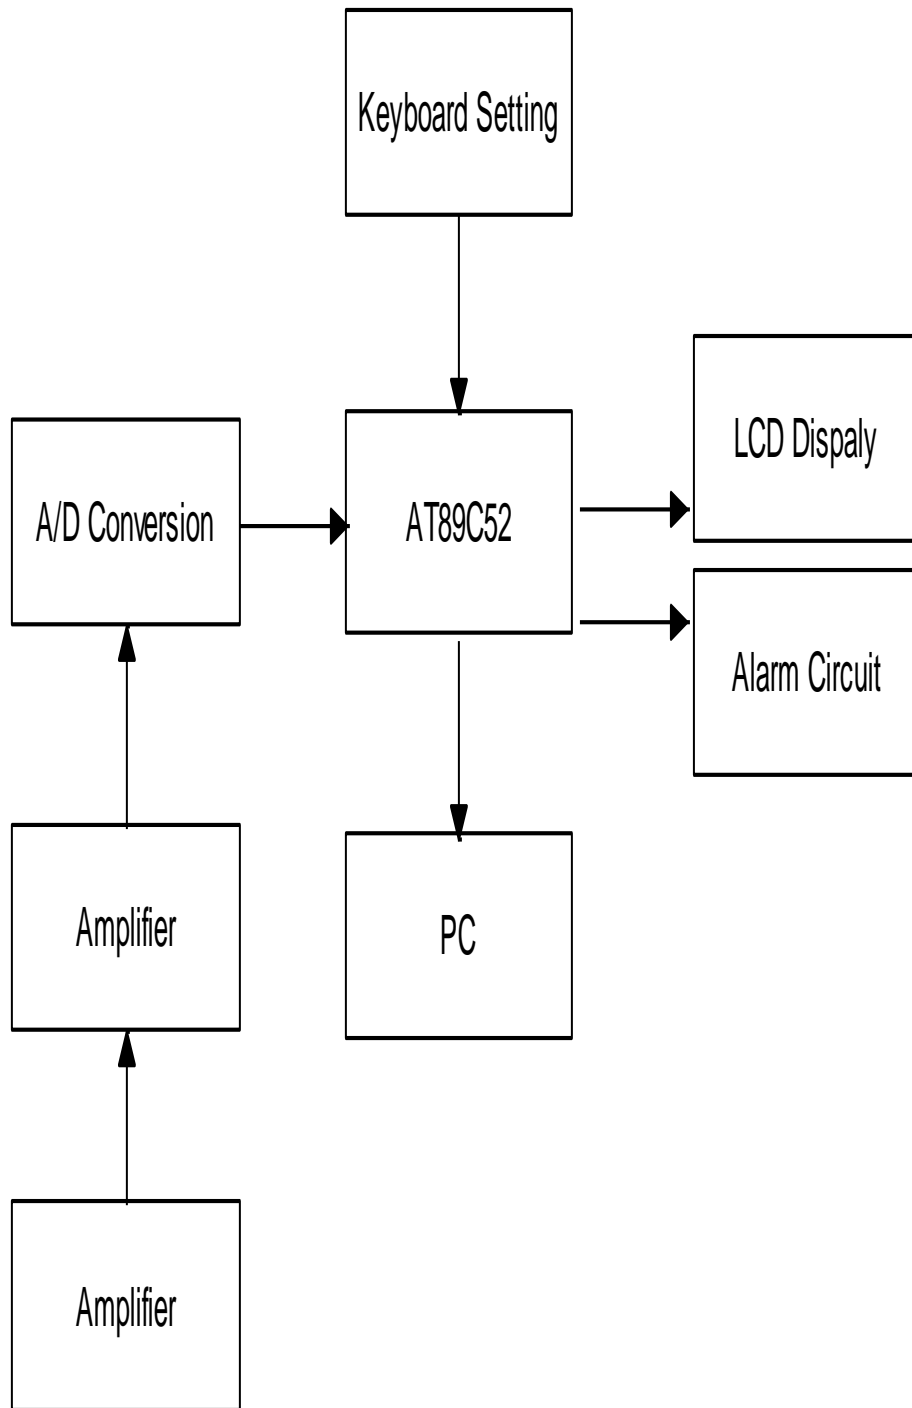 Keyboard Setting
LCD Dispaly
A/D Conversion
AT89C52
Alarm Circuit
Amplifier
PC
Amplifier